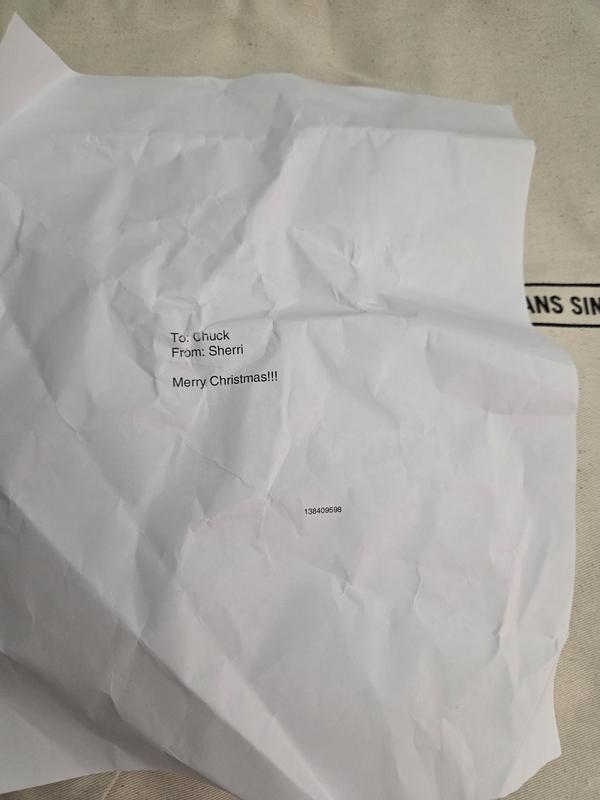 To: Chuck
From: Sherri
Merry Christmas!!!
138409598
ANS SIN